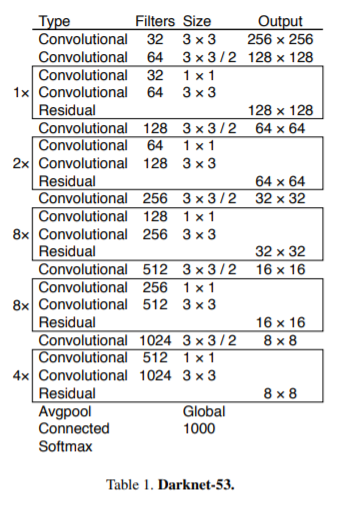 Type Filters Size Output
Convolutional 32 3 × 3 256 × 256
Convolutional 64 3 × 3 / 2 128 × 128
Convolutional 32 1 × 1
1× Convolutional 64 3 × 3
Residual 128 × 128
Convolutional 128 3 × 3 / 2 64 × 64
Convolutional 64 1 × 1
2× Convolutional 128 3 × 3
Residual 64 × 64
Convolutional 256 3 × 3 / 2 32 × 32
Convolutional 128 1 × 1
8× Convolutional 256 3 × 3
Residual 32 × 32
Convolutional 512 3 × 3 / 2 16 × 16
Convolutional 256 1 × 1
8× Convolutional 512 3 × 3
Residual 16 × 16
Convolutional 1024 3 × 3 / 2 8 × 8
Convolutional 512 1 × 1
4× Convolutional 1024 3 × 3
Residual 8 × 8
Avgpool Global
Connected 1000
Softmax
Table 1. Darknet-53.